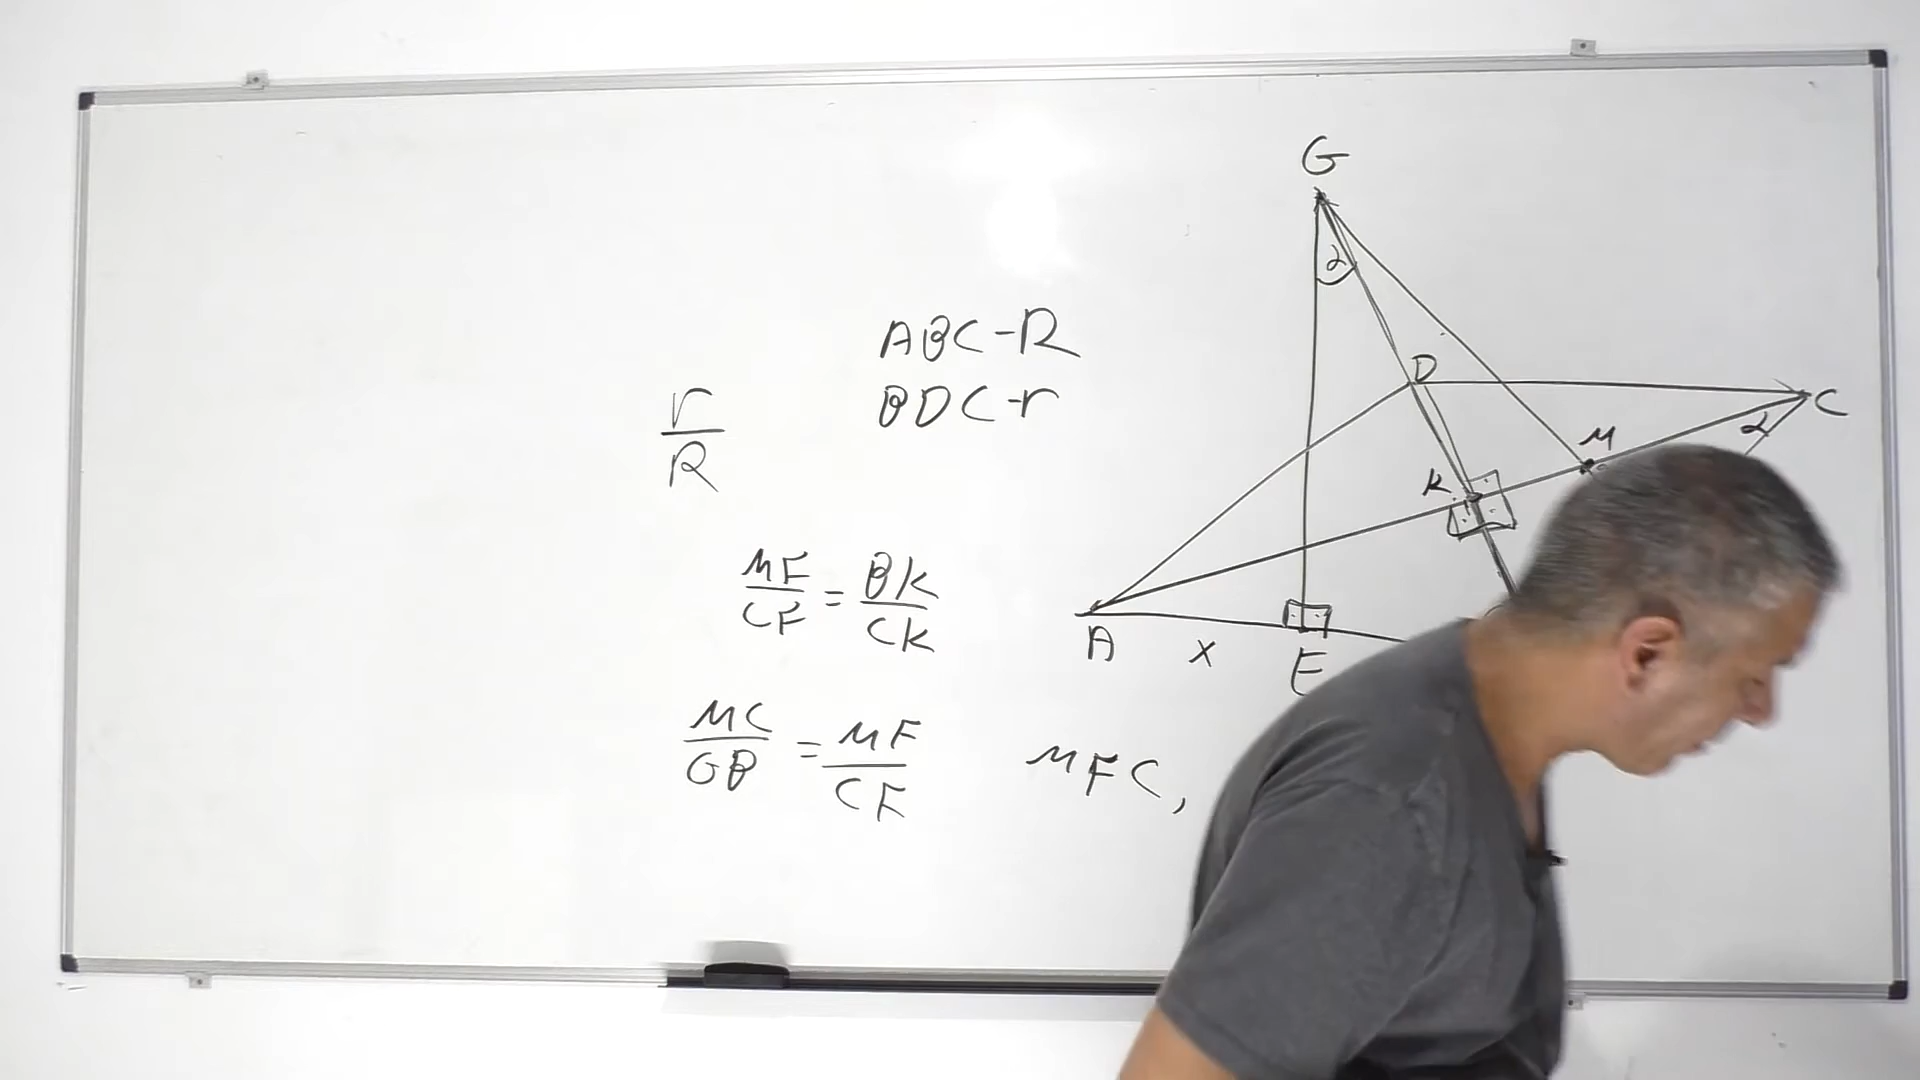 ABC-R
BDC-r
r/R
MF/CF = BK/CK
MC/GB = MF/CF
MFC,
G
α
D
C
α
M
K
A
x
E